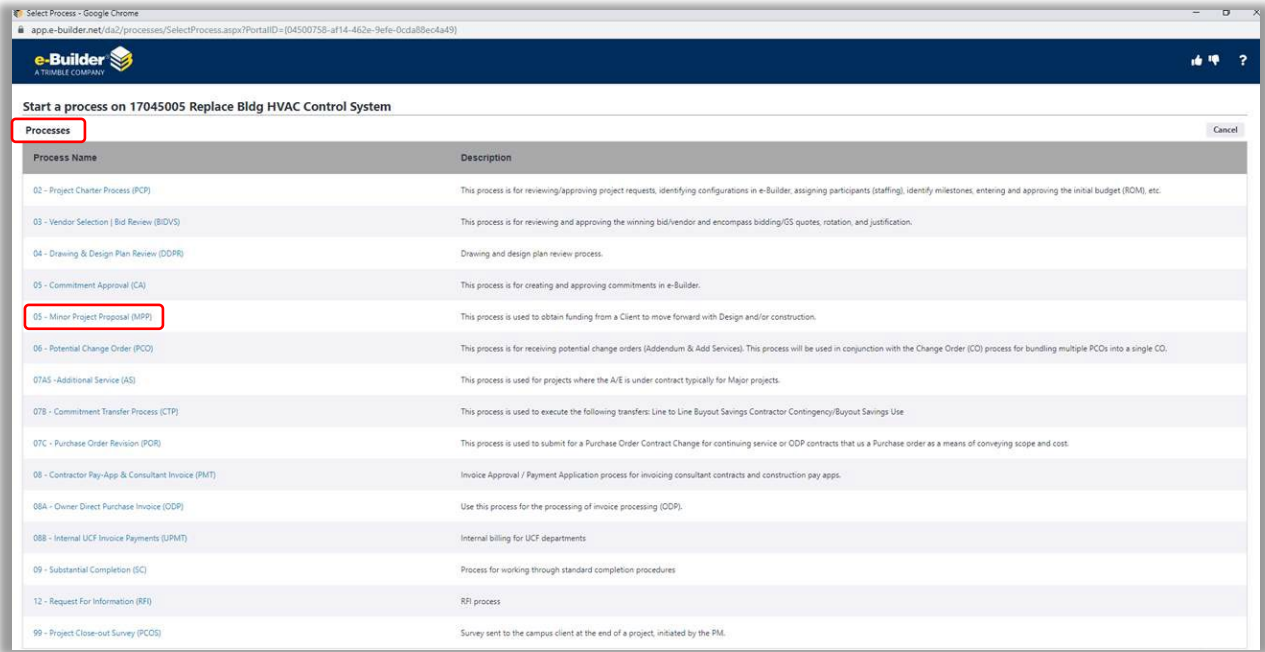 Select Process - Google Chrome
app.e-builder.net/da2/processes/SelectProcess.aspx?PortalID={04500758-af14-462e-9efe-0cda88ec4a49}
e-Builder
A TRIMBLE COMPANY
?
Start a process on 17045005 Replace Bldg HVAC Control System
Processes
Cancel
Process Name Description
02 - Project Charter Process (PCP) This process is for reviewing/approving project requests, identifying configurations in e-Builder, assigning participants (staffing), identify milestones, entering and approving the initial budget (ROM), etc.
03 - Vendor Selection | Bid Review (BIDVS) This process is for reviewing and approving the winning bid/vendor and encompass bidding/GS quotes, rotation, and justification.
04 - Drawing & Design Plan Review (DDPR) Drawing and design plan review process.
05 - Commitment Approval (CA) This process is for creating and approving commitments in e-Builder.
05 - Minor Project Proposal (MPP) This process is used to obtain funding from a Client to move forward with Design and/or construction.
06 - Potential Change Order (PCO) This process is for receiving potential change orders (Addendum & Add Services). This process will be used in conjunction with the Change Order (CO) process for bundling multiple PCOs into a single CO.
07AS -Additional Service (AS) This process is used for projects where the A/E is under contract typically for Major projects.
07B - Commitment Transfer Process (CTP) This process is used to execute the following transfers: Line to Line Buyout Savings Contractor Contingency/Buyout Savings Use
07C - Purchase Order Revision (POR) This process is used to submit for a Purchase Order Contract Change for continuing service or ODP contracts that us a Purchase order as a means of conveying scope and cost.
08 - Contractor Pay-App & Consultant Invoice (PMT) Invoice Approval / Payment Application process for invoicing consultant contracts and construction pay apps.
08A - Owner Direct Purchase Invoice (ODP) Use this process for the processing of invoice processing (ODP).
08B - Internal UCF Invoice Payments (UPMT) Internal billing for UCF departments
09 - Substantial Completion (SC) Process for working through standard completion procedures
12 - Request For Information (RFI) RFI process
99 - Project Close-out Survey (PCOS) Survey sent to the campus client at the end of a project, initiated by the PM.